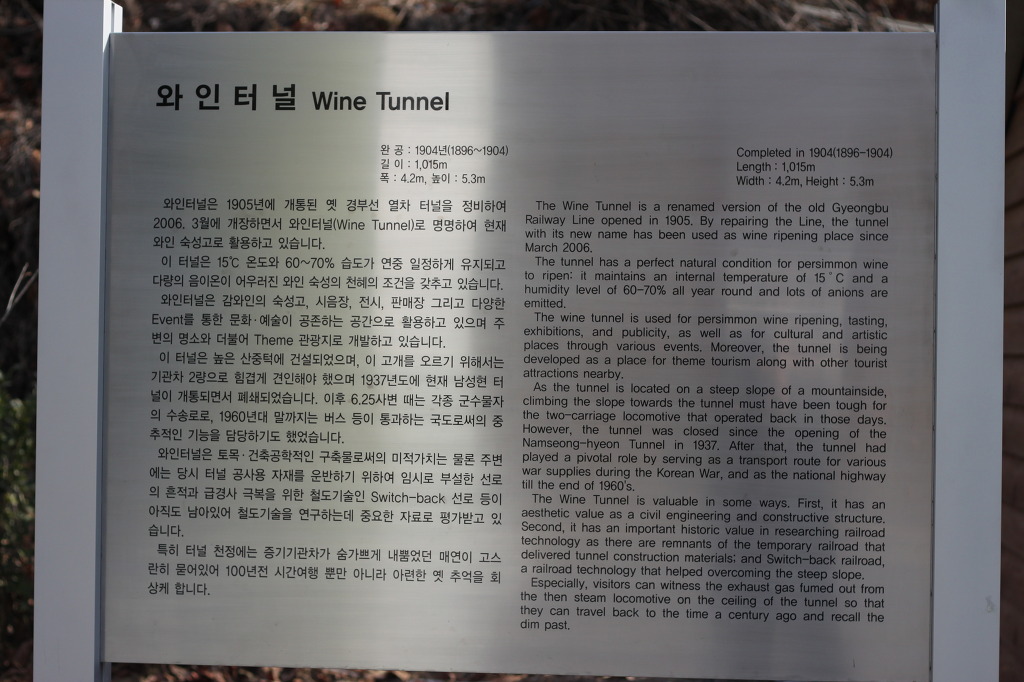 와 인 터 널 Wine Tunnel
완 공 : 1904년(1896~1904)
길 이 : 1,015m
폭 : 4.2m, 높이 : 5.3m
와인터널은 1905년에 개통된 옛 경부선 열차 터널을 정비하여
2006. 3월에 개장하면서 와인터널(Wine Tunnel)로 명명하여 현재
와인 숙성고로 활용하고 있습니다.
이 터널은 15℃ 온도와 60~70% 습도가 연중 일정하게 유지되고
다량의 음이온이 어우러진 와인 숙성의 천혜의 조건을 갖추고 있습니다.
와인터널은 감와인의 숙성고, 시음장, 전시, 판매장 그리고 다양한
Event를 통한 문화·예술이 공존하는 공간으로 활용하고 있으며 주
변의 명소와 더불어 Theme 관광지로 개발하고 있습니다.
이 터널은 높은 산중턱에 건설되었으며, 이 고개를 오르기 위해서는
기관차 2량으로 힘겹게 견인해야 했으며 1937년도에 현재 남성현 터
널이 개통되면서 폐쇄되었습니다. 이후 6.25사변 때는 각종 군수물자
의 수송로로, 1960년대 말까지는 버스 등이 통과하는 국도로써의 중
추적인 기능을 담당하기도 했었습니다.
와인터널은 토목·건축공학적인 구축물로써의 미적가치는 물론 주변
에는 당시 터널 공사용 자재를 운반하기 위하여 임시로 부설한 선로
의 흔적과 급경사 극복을 위한 철도기술인 Switch-back 선로 등이
아직도 남아있어 철도기술을 연구하는데 중요한 자료로 평가받고 있
습니다.
특히 터널 천정에는 증기기관차가 숨가쁘게 내뿜었던 매연이 고스
란히 묻어있어 100년전 시간여행 뿐만 아니라 아련한 옛 추억을 회
상케 합니다.
Completed in 1904(1896-1904)
Length : 1,015m
Width : 4.2m, Height : 5.3m
The Wine Tunnel is a renamed version of the old Gyeongbu
Railway Line opened in 1905. By repairing the Line, the tunnel
with its new name has been used as wine ripening place since
March 2006.
The tunnel has a perfect natural condition for persimmon wine
to ripen: it maintains an internal temperature of 15˚C and a
humidity level of 60-70% all year round and lots of anions are
emitted.
The wine tunnel is used for persimmon wine ripening, tasting,
exhibitions, and publicity, as well as for cultural and artistic
places through various events. Moreover, the tunnel is being
developed as a place for theme tourism along with other tourist
attractions nearby.
As the tunnel is located on a steep slope of a mountainside,
climbing the slope towards the tunnel must have been tough for
the two-carriage locomotive that operated back in those days.
However, the tunnel was closed since the opening of the
Namseong-hyeon Tunnel in 1937. After that, the tunnel had
played a pivotal role by serving as a transport route for various
war supplies during the Korean War, and as the national highway
till the end of 1960's.
The Wine Tunnel is valuable in some ways. First, it has an
aesthetic value as a civil engineering and constructive structure.
Second, it has an important historic value in researching railroad
technology as there are remnants of the temporary railroad that
delivered tunnel construction materials; and Switch-back railroad,
a railroad technology that helped overcoming the steep slope.
Especially, visitors can witness the exhaust gas fumed out from
the then steam locomotive on the ceiling of the tunnel so that
they can travel back to the time a century ago and recall the
dim past.